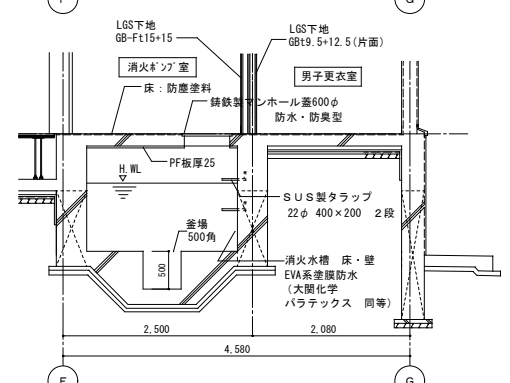 LGS下地
GB-Ft15+15
LGS下地
GBt9.5+12.5(片面)
消火ポンプ室
男子更衣室
床：防塵塗料
鋳鉄製マンホール蓋600φ
防水・防臭型
H.WL
PF板厚25
SUS製タラップ
22φ 400×200 2段
釜場
500角
500
消火水槽 床・壁
EVA系塗膜防水
(大関化学
パラテックス 同等)
2,500
2,080
4,580
F
G